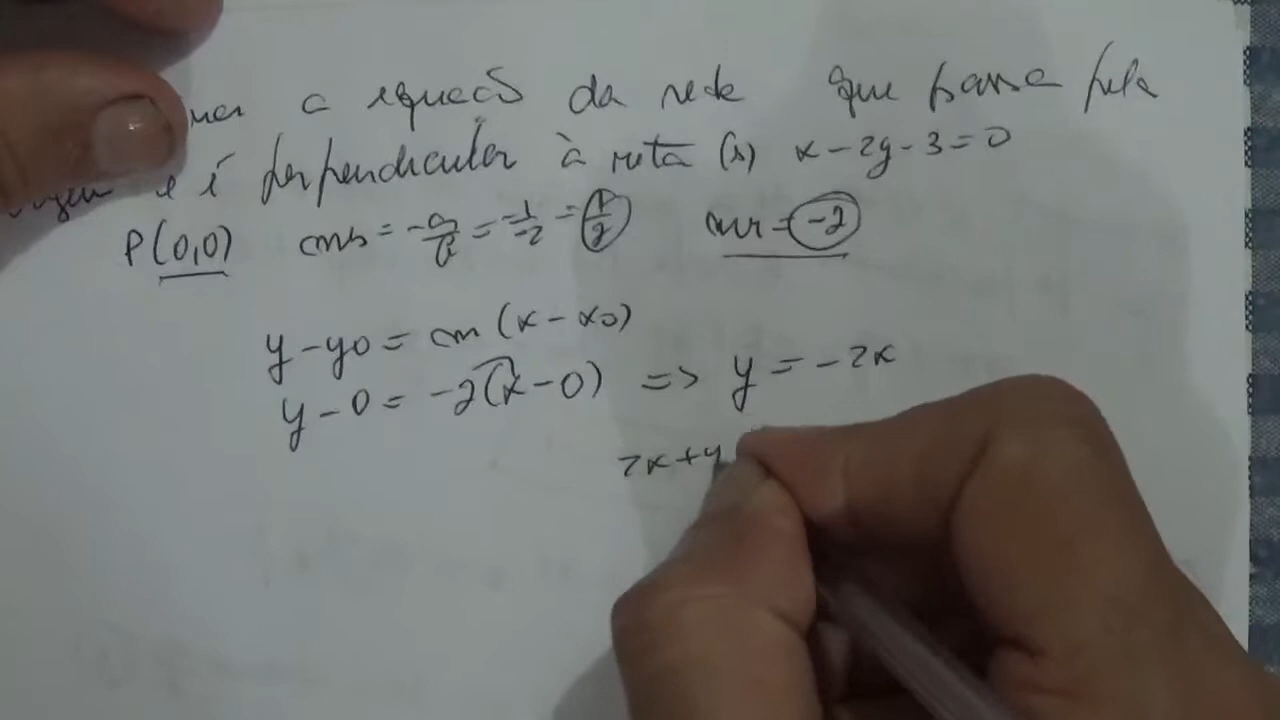 a equação da reta que passa pela
e é perpendicular à reta (s) x-2y-3=0
P(0,0) ms = -a/b = -1/-2 = 1/2 mr = -2
y-y0 = m (x-x0)
y-0 = -2(x-0) => y = -2x
2x+y